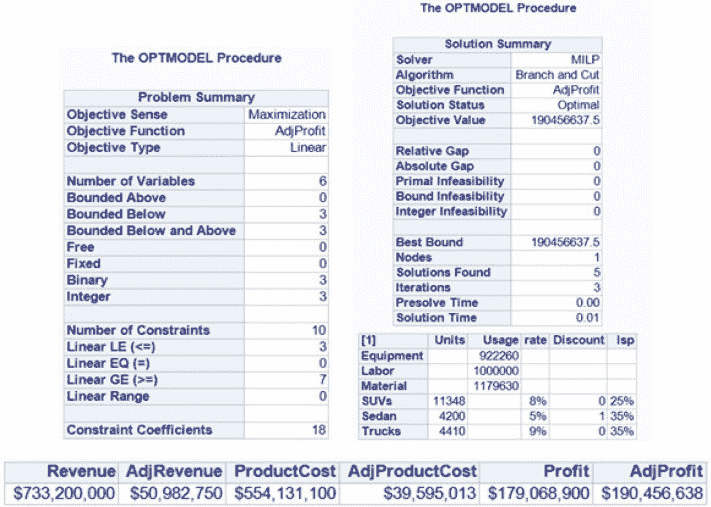 The OPTMODEL Procedure
Problem Summary
Objective Sense Maximization
Objective Function AdjProfit
Objective Type Linear
Number of Variables 6
Bounded Above 0
Bounded Below 3
Bounded Below and Above 3
Free 0
Fixed 0
Binary 3
Integer 3
Number of Constraints 10
Linear LE (<=) 3
Linear EQ (=) 0
Linear GE (>=) 7
Linear Range 0
Constraint Coefficients 18
The OPTMODEL Procedure
Solution Summary
Solver MILP
Algorithm Branch and Cut
Objective Function AdjProfit
Solution Status Optimal
Objective Value 190456637.5
Relative Gap 0
Absolute Gap 0
Primal Infeasibility 0
Bound Infeasibility 0
Integer Infeasibility 0
Best Bound 190456637.5
Nodes 1
Solutions Found 5
Iterations 3
Presolve Time 0.00
Solution Time 0.01
[1] Units Usage rate Discount lsp
Equipment 922260
Labor 1000000
Material 1179630
SUVs 11348 8% 0 25%
Sedan 4200 5% 1 35%
Trucks 4410 9% 0 35%
Revenue AdjRevenue ProductCost AdjProductCost Profit AdjProfit
$733,200,000 $50,982,750 $554,131,100 $39,595,013 $179,068,900 $190,456,638